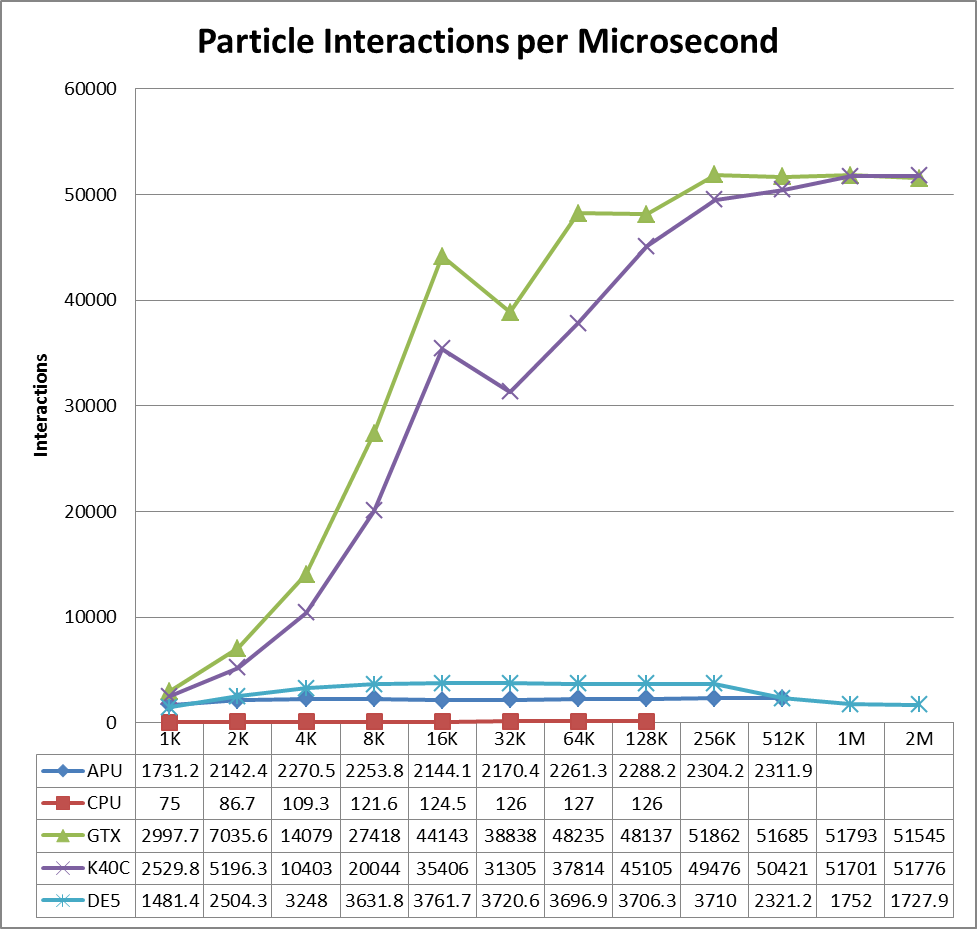 Particle Interactions per Microsecond
60000
50000
40000
30000
20000
10000
0
Interactions
1K 2K 4K 8K 16K 32K 64K 128K 256K 512K 1M 2M
APU 1731.2 2142.4 2270.5 2253.8 2144.1 2170.4 2261.3 2288.2 2304.2 2311.9
CPU 75 86.7 109.3 121.6 124.5 126 127 126
GTX 2997.7 7035.6 14079 27418 44143 38838 48235 48137 51862 51685 51793 51545
K40C 2529.8 5196.3 10403 20044 35406 31305 37814 45105 49476 50421 51701 51776
DE5 1481.4 2504.3 3248 3631.8 3761.7 3720.6 3696.9 3706.3 3710 2321.2 1752 1727.9